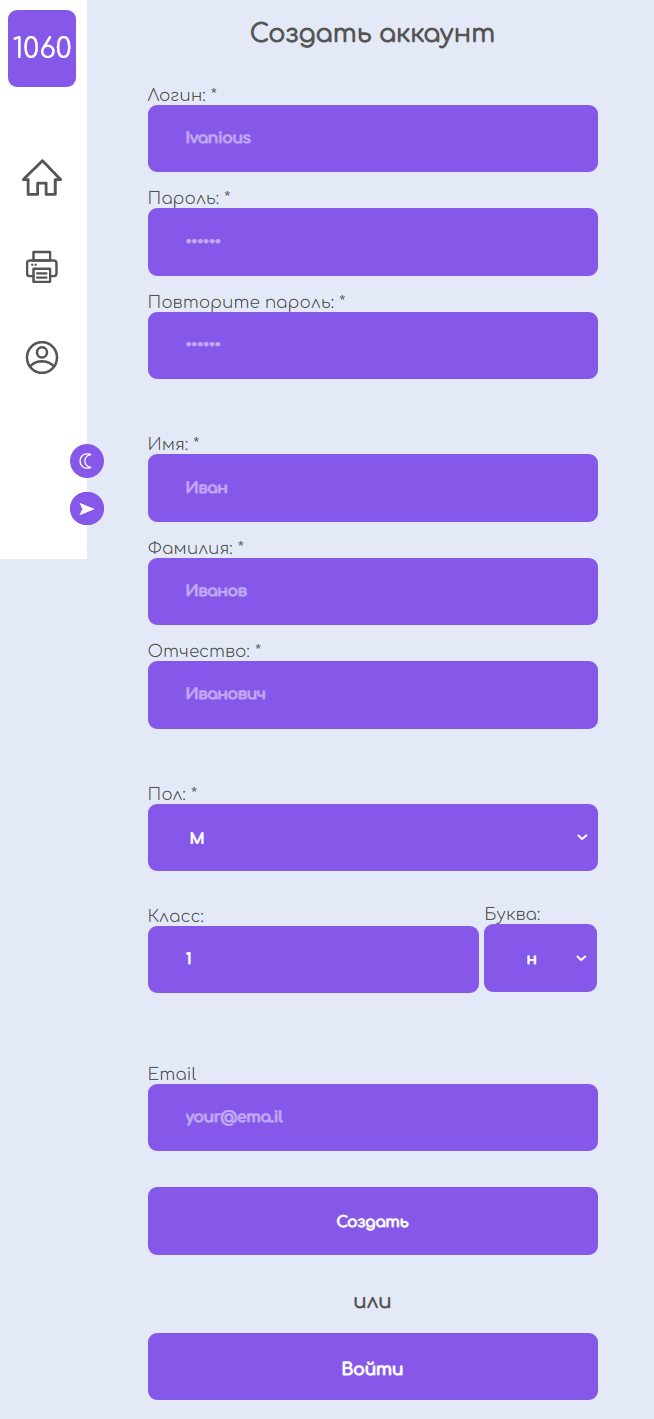 1060
Создать аккаунт
Логин: *
Ivanious
Пароль: *
••••••
Повторите пароль: *
••••••
Имя: *
Иван
Фамилия: *
Иванов
Отчество: *
Иванович
Пол: *
М
Класс:
Буква:
1
н
Email
your@ema.il
Создать
или
Войти